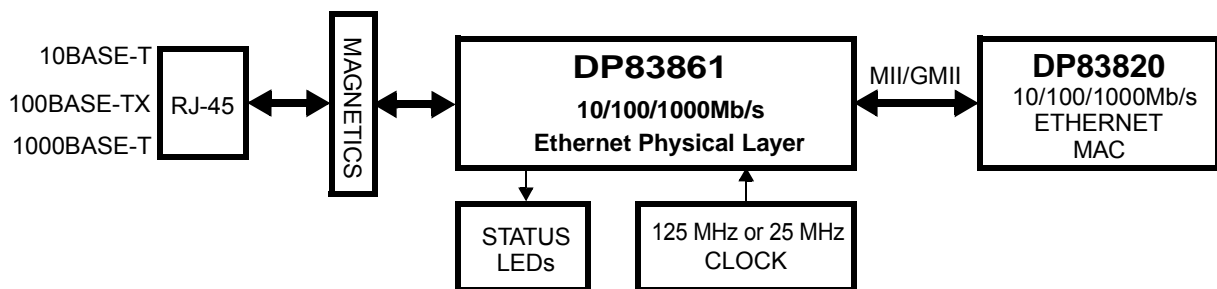 10BASE-T
100BASE-TX
1000BASE-T
RJ-45
MAGNETICS
DP83861
10/100/1000Mb/s
Ethernet Physical Layer
MII/GMII
DP83820
10/100/1000Mb/s
ETHERNET
MAC
STATUS
LEDs
125 MHz or 25 MHz
CLOCK